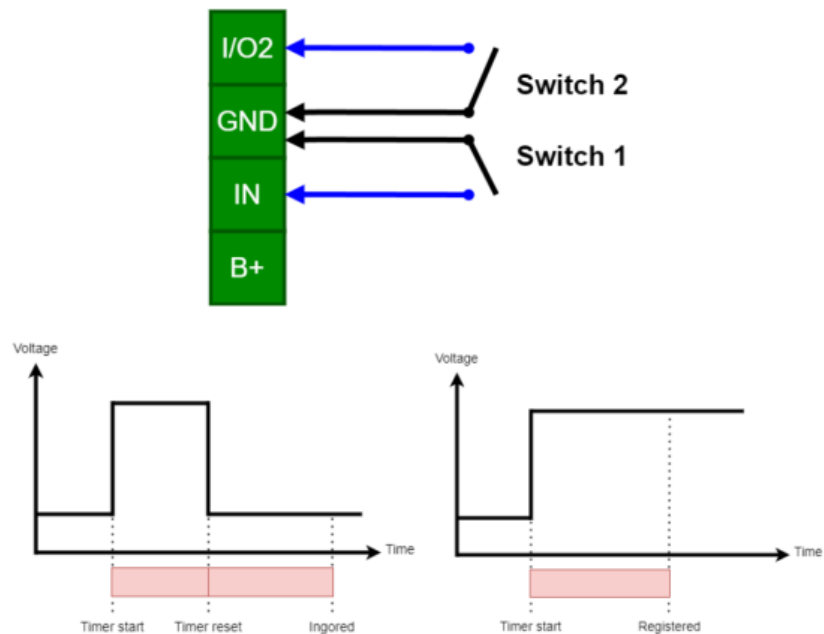 I/O2
Switch 2
GND
Switch 1
IN
B+
Voltage
Time
Timer start
Timer reset
Ingored
Voltage
Time
Timer start
Registered